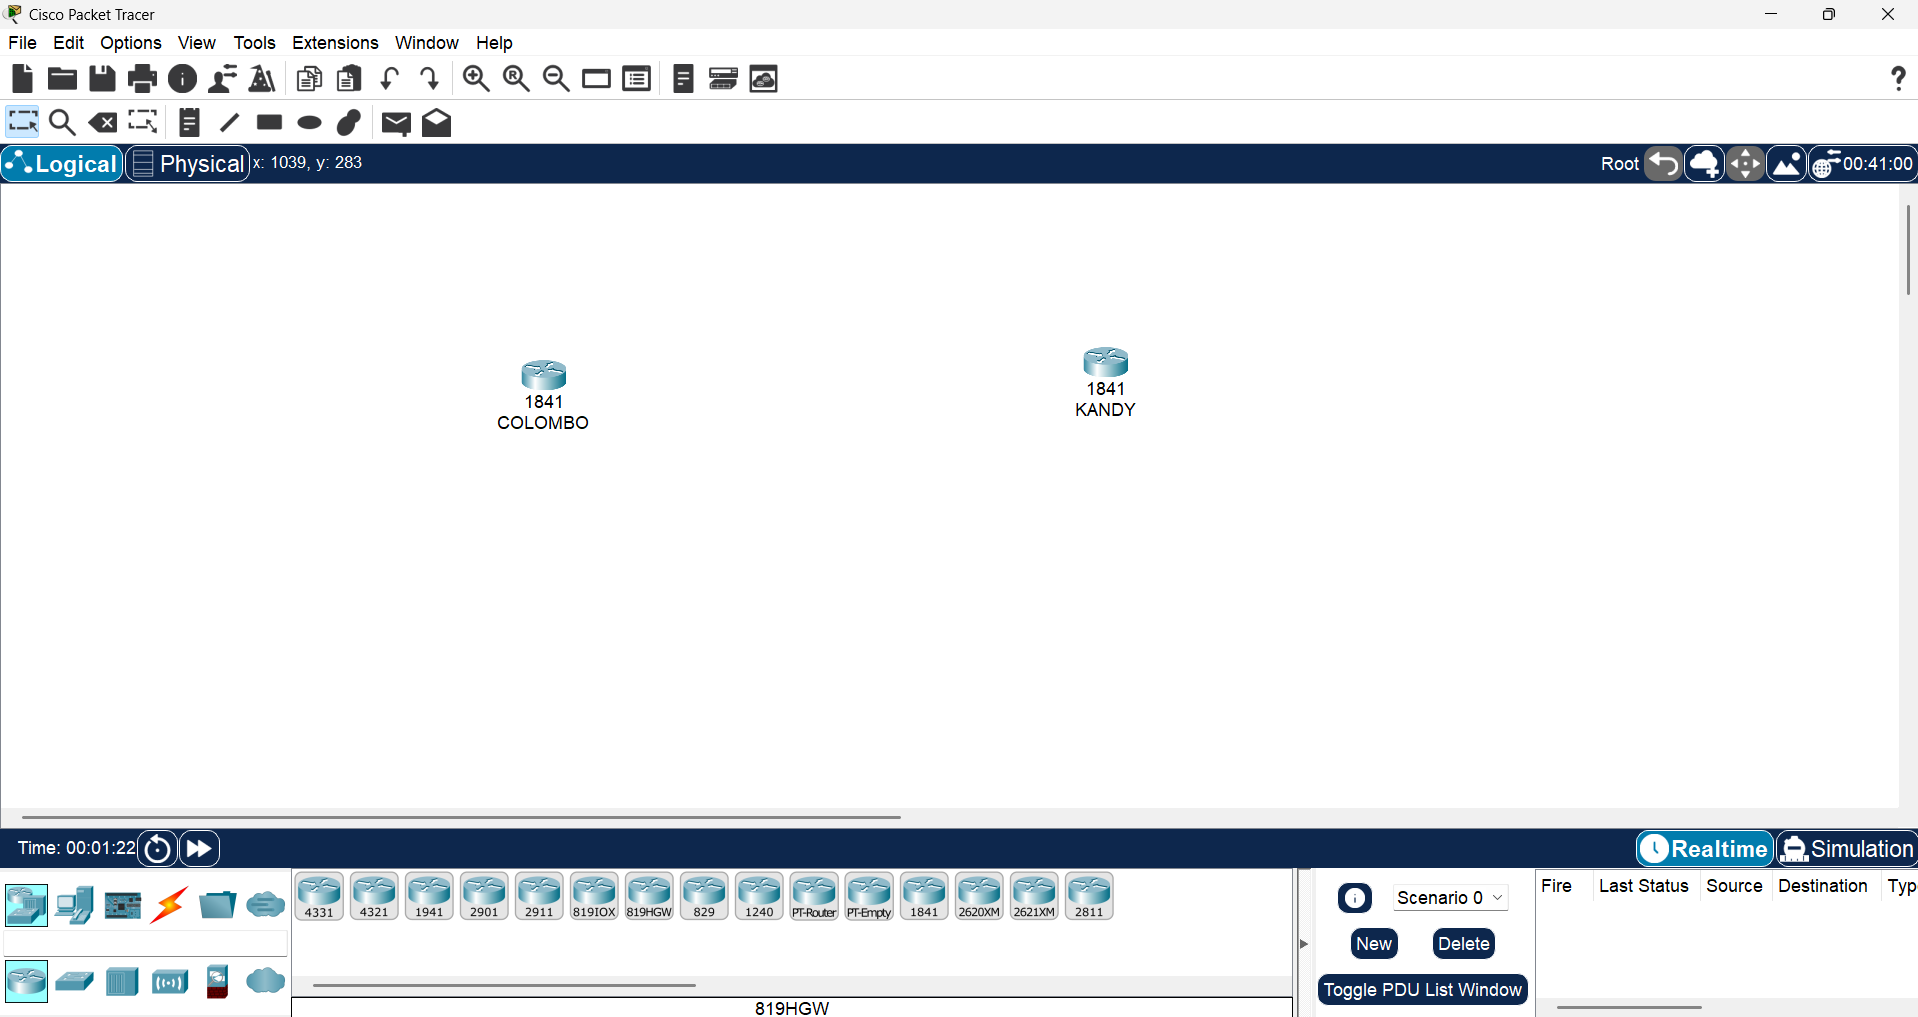 Cisco Packet Tracer
File Edit Options View Tools Extensions Window Help
Logical Physical x: 1039, y: 283 Root 00:41:00
1841
COLOMBO
1841
KANDY
Time: 00:01:22 Realtime Simulation
4331 4321 1941 2901 2911 819IOX 819HGW 829 1240 PT-Router PT-Empty 1841 2620XM 2621XM 2811
819HGW
Scenario 0
New Delete
Toggle PDU List Window
Fire Last Status Source Destination Typ